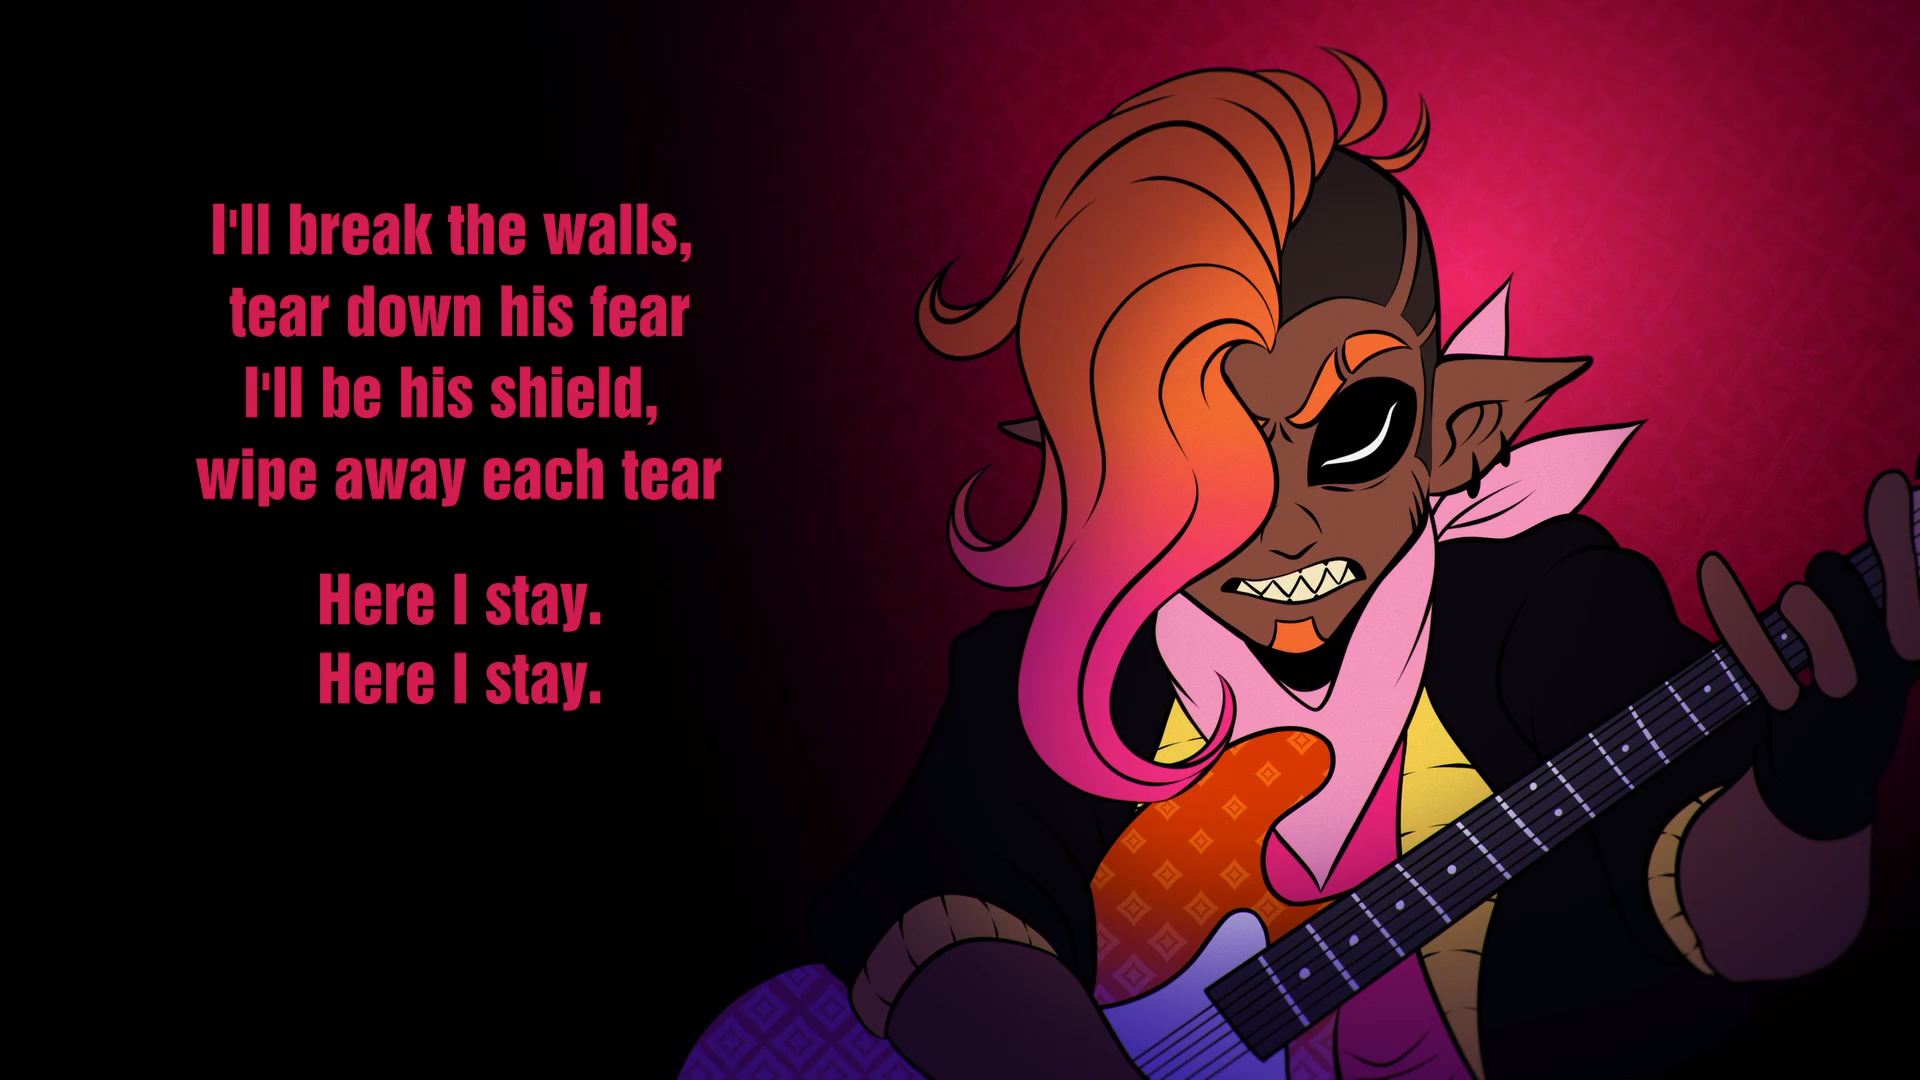 I'll break the walls,
tear down his fear
I'll be his shield,
wipe away each tear
Here I stay.
Here I stay.